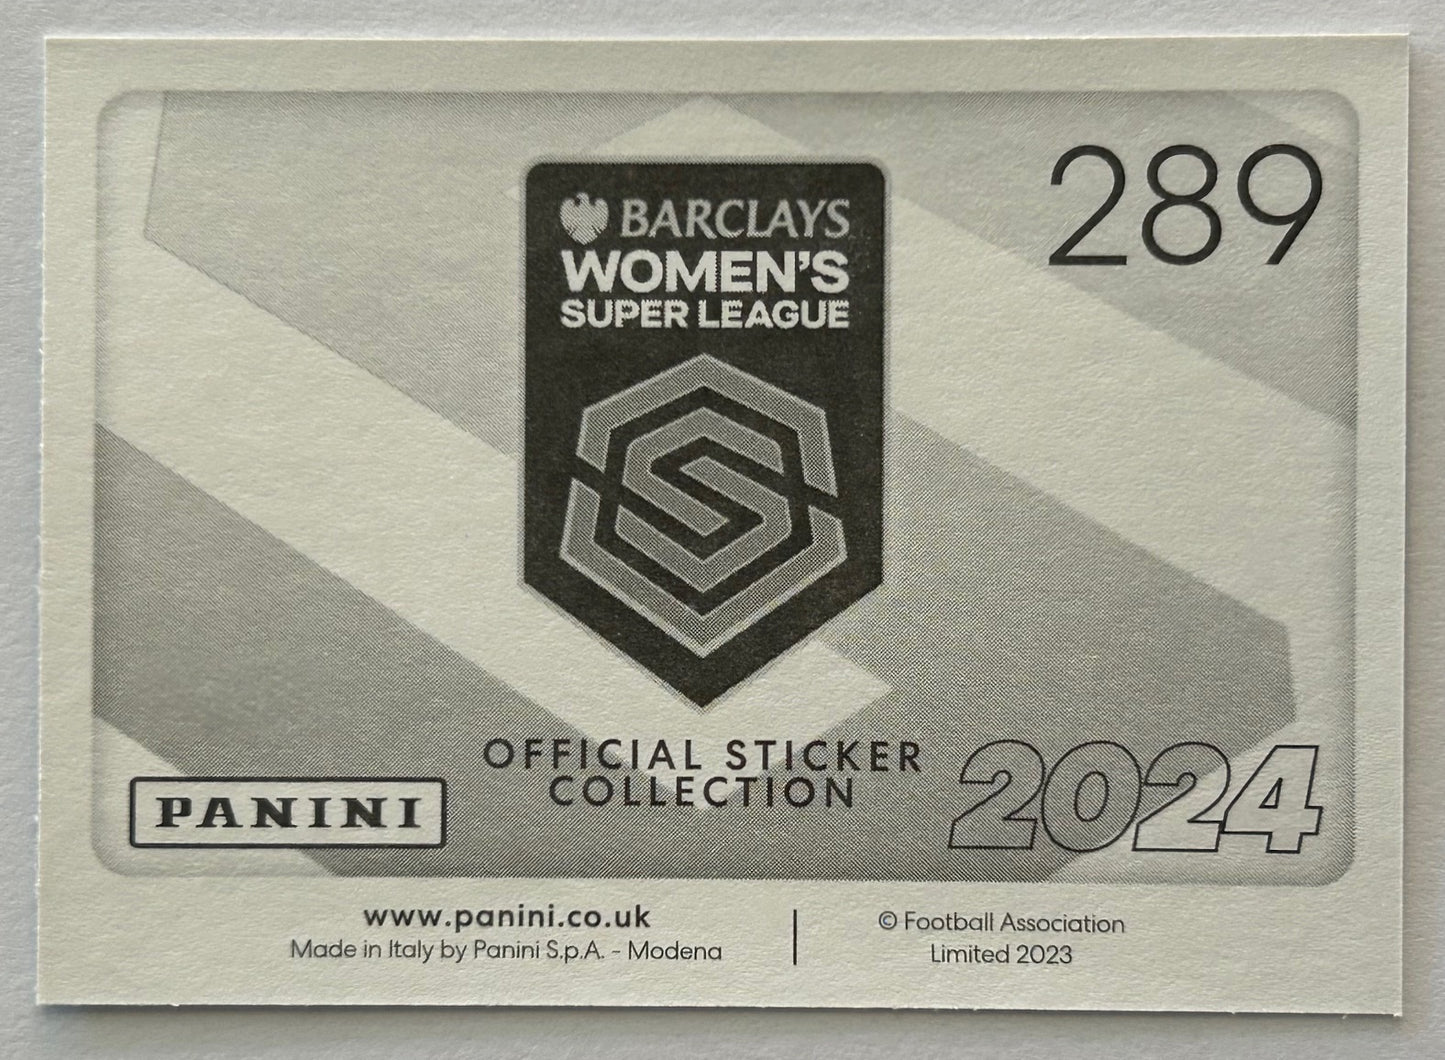 289
BARCLAYS
WOMEN'S
SUPER LEAGUE
OFFICIAL STICKER
COLLECTION
2024
PANINI
www.panini.co.uk
Made in Italy by Panini S.p.A. - Modena
© Football Association
Limited 2023